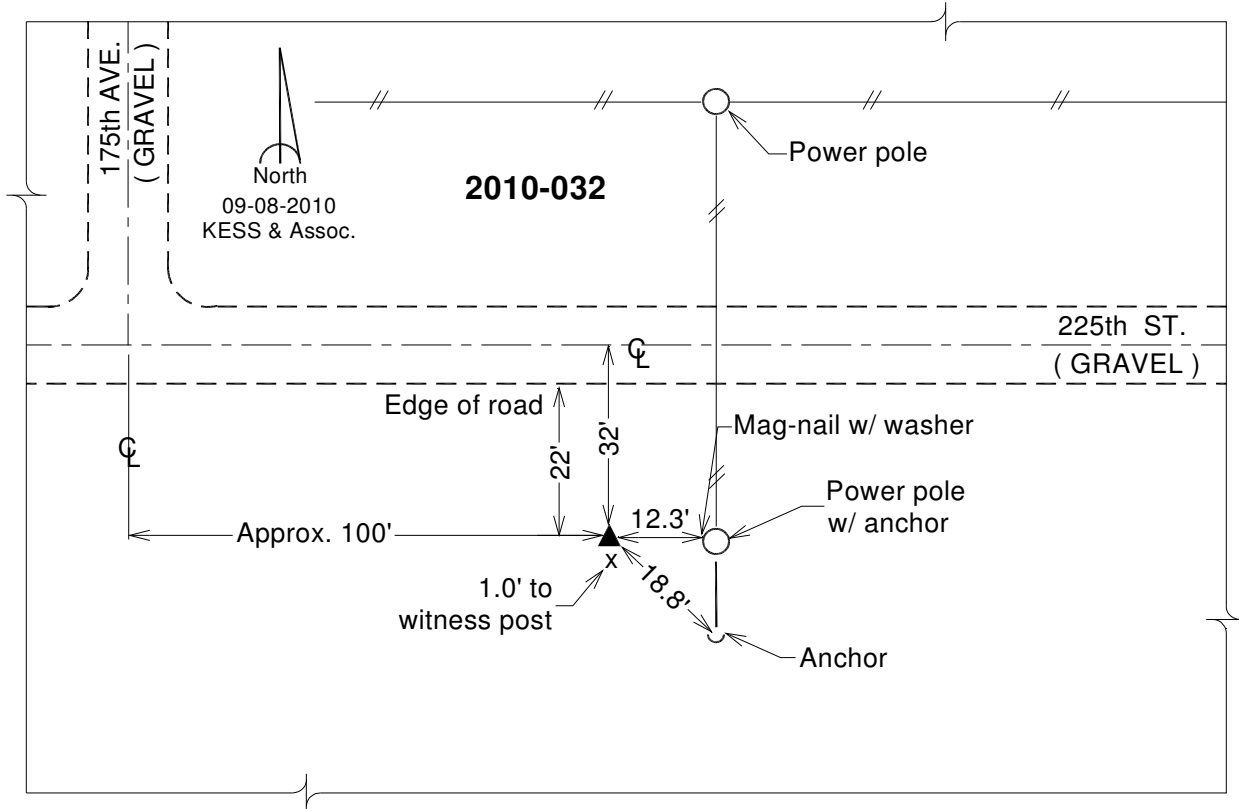 175th AVE.
( GRAVEL )
North
09-08-2010
KESS & Assoc.
2010-032
Power pole
225th ST.
( GRAVEL )
℄
Edge of road
℄
22'
32'
Mag-nail w/ washer
Power pole
w/ anchor
12.3'
Approx. 100'
x
1.0' to
witness post
18.8'
Anchor